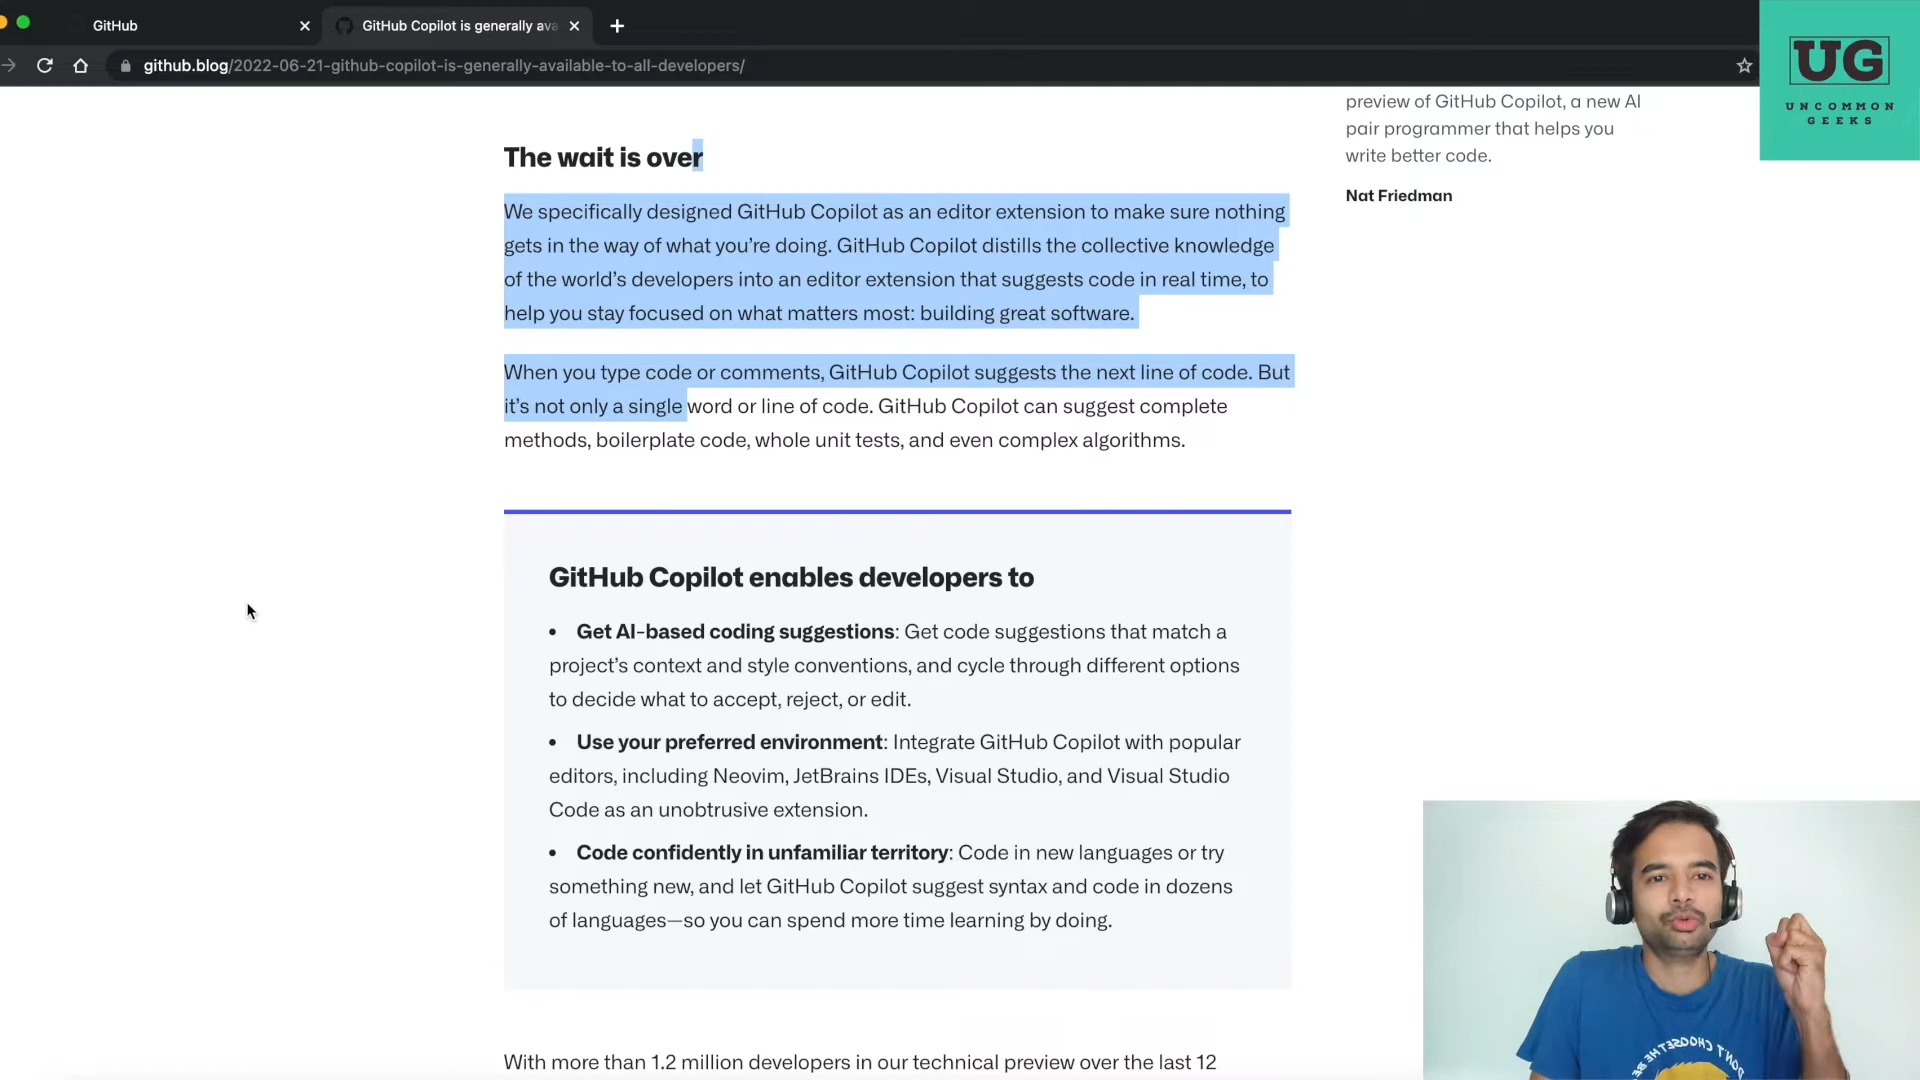 GitHub
GitHub Copilot is generally ava
github.blog/2022-06-21-github-copilot-is-generally-available-to-all-developers/
UG
UNCOMMON
GEEKS
preview of GitHub Copilot, a new AI
pair programmer that helps you
write better code.
Nat Friedman
The wait is over
We specifically designed GitHub Copilot as an editor extension to make sure nothing
gets in the way of what you’re doing. GitHub Copilot distills the collective knowledge
of the world’s developers into an editor extension that suggests code in real time, to
help you stay focused on what matters most: building great software.
When you type code or comments, GitHub Copilot suggests the next line of code. But
it’s not only a single word or line of code. GitHub Copilot can suggest complete
methods, boilerplate code, whole unit tests, and even complex algorithms.
GitHub Copilot enables developers to
• Get AI-based coding suggestions: Get code suggestions that match a
project’s context and style conventions, and cycle through different options
to decide what to accept, reject, or edit.
• Use your preferred environment: Integrate GitHub Copilot with popular
editors, including Neovim, JetBrains IDEs, Visual Studio, and Visual Studio
Code as an unobtrusive extension.
• Code confidently in unfamiliar territory: Code in new languages or try
something new, and let GitHub Copilot suggest syntax and code in dozens
of languages—so you can spend more time learning by doing.
With more than 1.2 million developers in our technical preview over the last 12